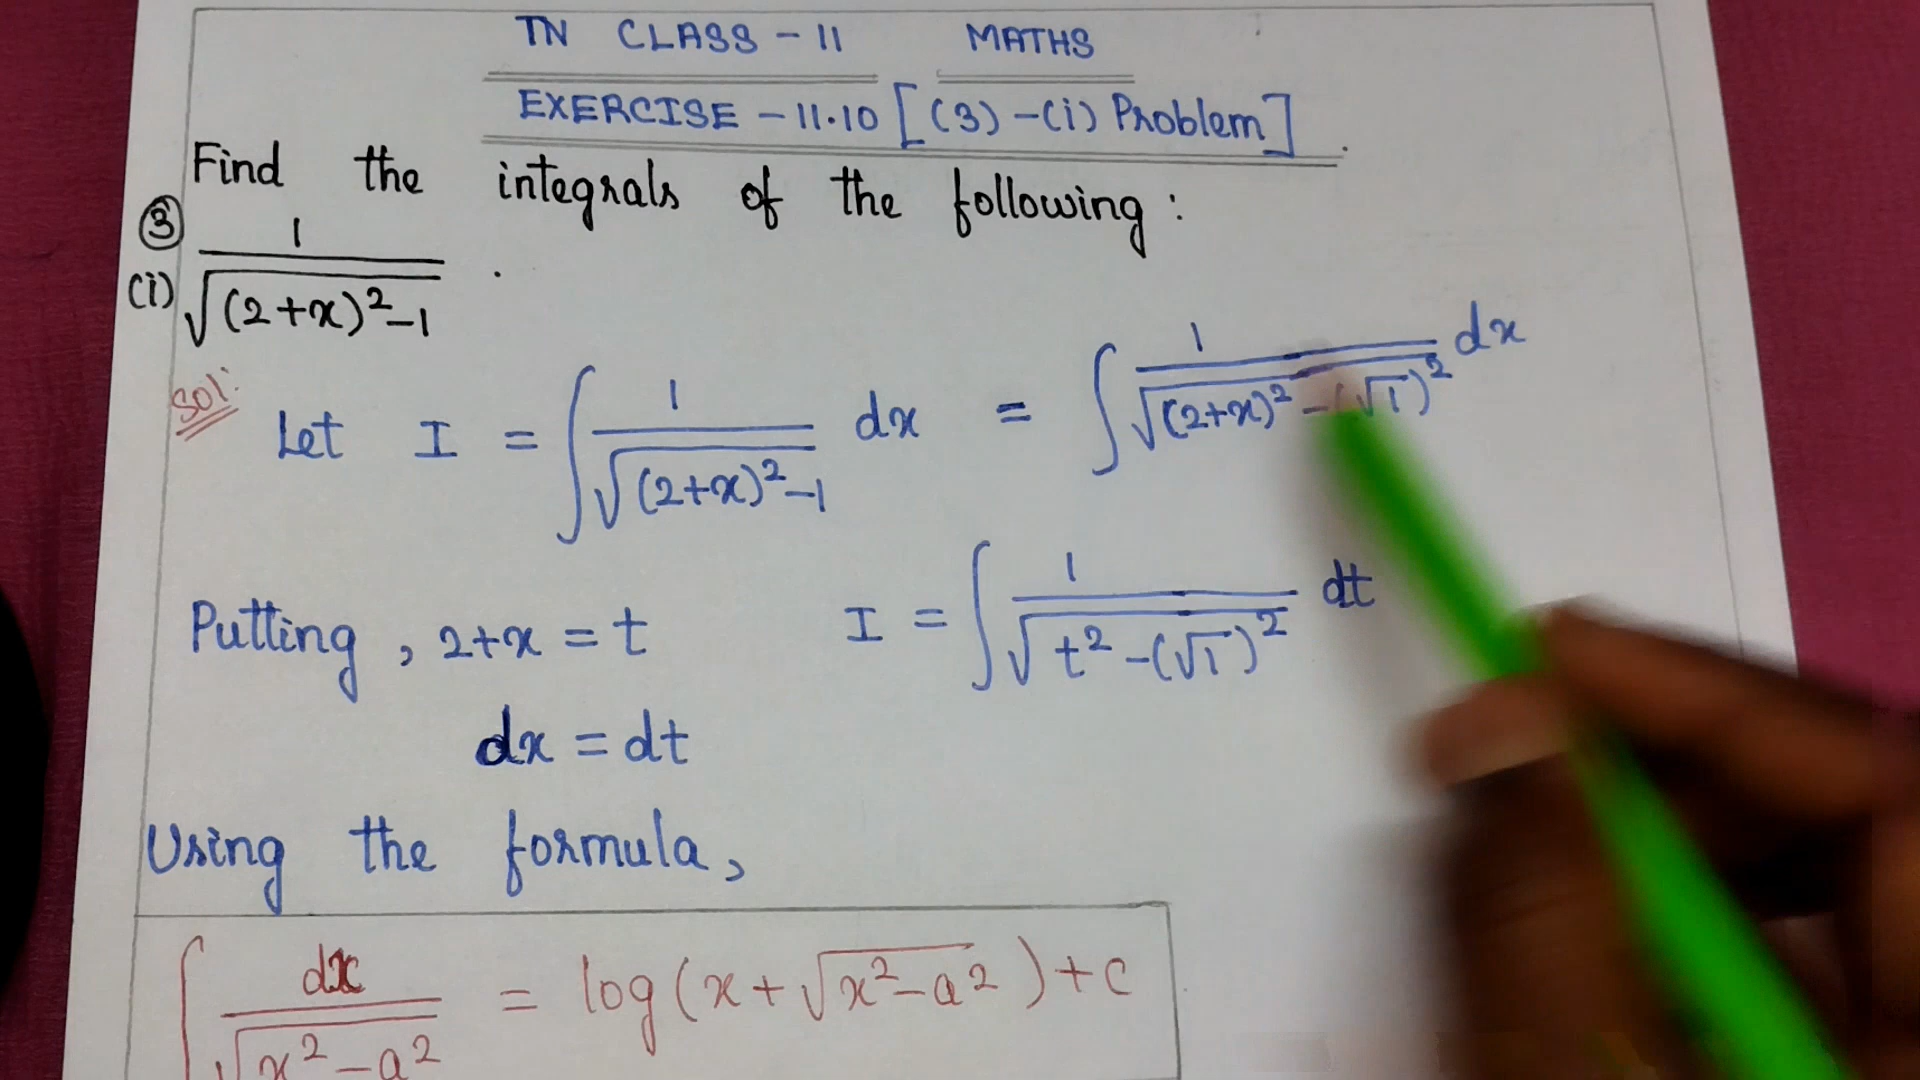 TN CLASS - 11 MATHS
EXERCISE - 11.10 [(3) - (i) Problem]
Find the integrals of the following :
③ (i) 1/√((2+x)² - 1) .
Sol:
Let I = ∫ 1/√((2+x)² - 1) dx = ∫ 1/√((2+x)² - (√1)²) dx
Putting, 2+x = t I = ∫ 1/√(t² - (√1)²) dt
dx = dt
Using the formula,
∫ dx/√(x² - a²) = log(x + √(x² - a²)) + c